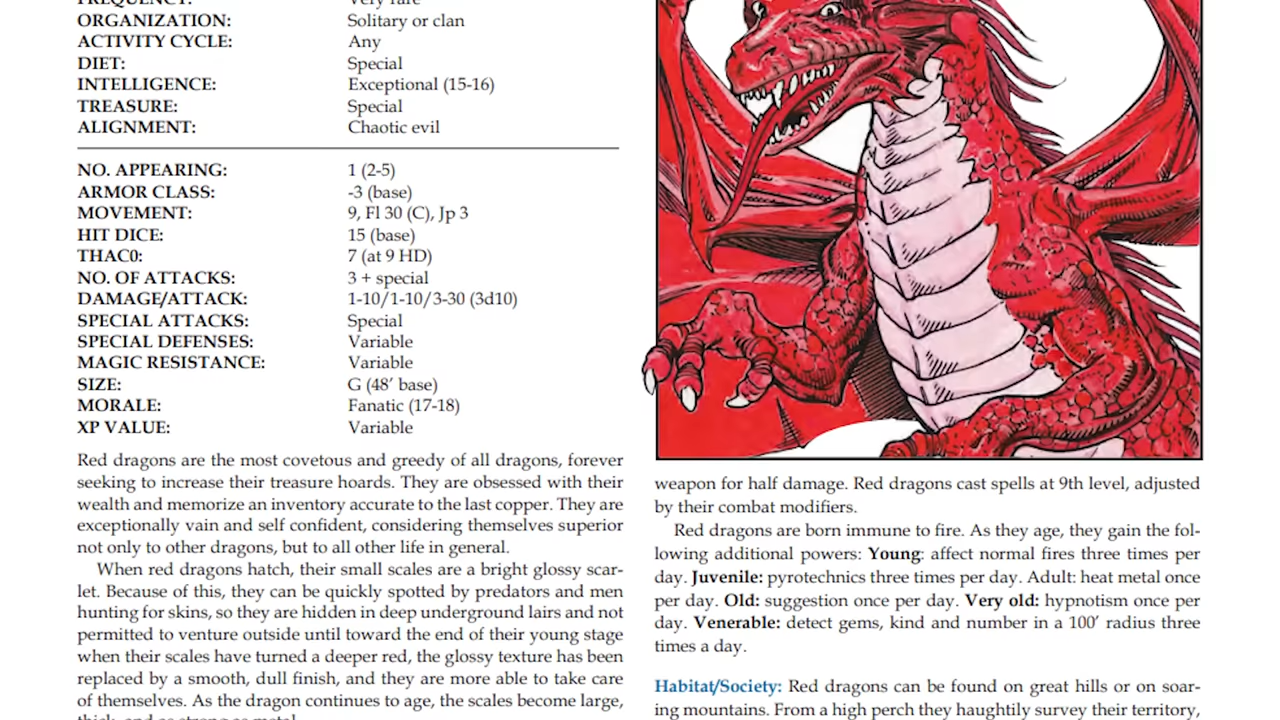 FREQUENCY: Very rare
ORGANIZATION: Solitary or clan
ACTIVITY CYCLE: Any
DIET: Special
INTELLIGENCE: Exceptional (15-16)
TREASURE: Special
ALIGNMENT: Chaotic evil
NO. APPEARING: 1 (2-5)
ARMOR CLASS: -3 (base)
MOVEMENT: 9, Fl 30 (C), Jp 3
HIT DICE: 15 (base)
THAC0: 7 (at 9 HD)
NO. OF ATTACKS: 3 + special
DAMAGE/ATTACK: 1-10/1-10/3-30 (3d10)
SPECIAL ATTACKS: Special
SPECIAL DEFENSES: Variable
MAGIC RESISTANCE: Variable
SIZE: G (48' base)
MORALE: Fanatic (17-18)
XP VALUE: Variable
Red dragons are the most covetous and greedy of all dragons, forever
seeking to increase their treasure hoards. They are obsessed with their
wealth and memorize an inventory accurate to the last copper. They are
exceptionally vain and self confident, considering themselves superior
not only to other dragons, but to all other life in general.
When red dragons hatch, their small scales are a bright glossy scar-
let. Because of this, they can be quickly spotted by predators and men
hunting for skins, so they are hidden in deep underground lairs and not
permitted to venture outside until toward the end of their young stage
when their scales have turned a deeper red, the glossy texture has been
replaced by a smooth, dull finish, and they are more able to take care
of themselves. As the dragon continues to age, the scales become large,
thick, and as strong as metal.
weapon for half damage. Red dragons cast spells at 9th level, adjusted
by their combat modifiers.
Red dragons are born immune to fire. As they age, they gain the fol-
lowing additional powers: Young: affect normal fires three times per
day. Juvenile: pyrotechnics three times per day. Adult: heat metal once
per day. Old: suggestion once per day. Very old: hypnotism once per
day. Venerable: detect gems, kind and number in a 100' radius three
times a day.
Habitat/Society: Red dragons can be found on great hills or on soar-
ing mountains. From a high perch they haughtily survey their territory,